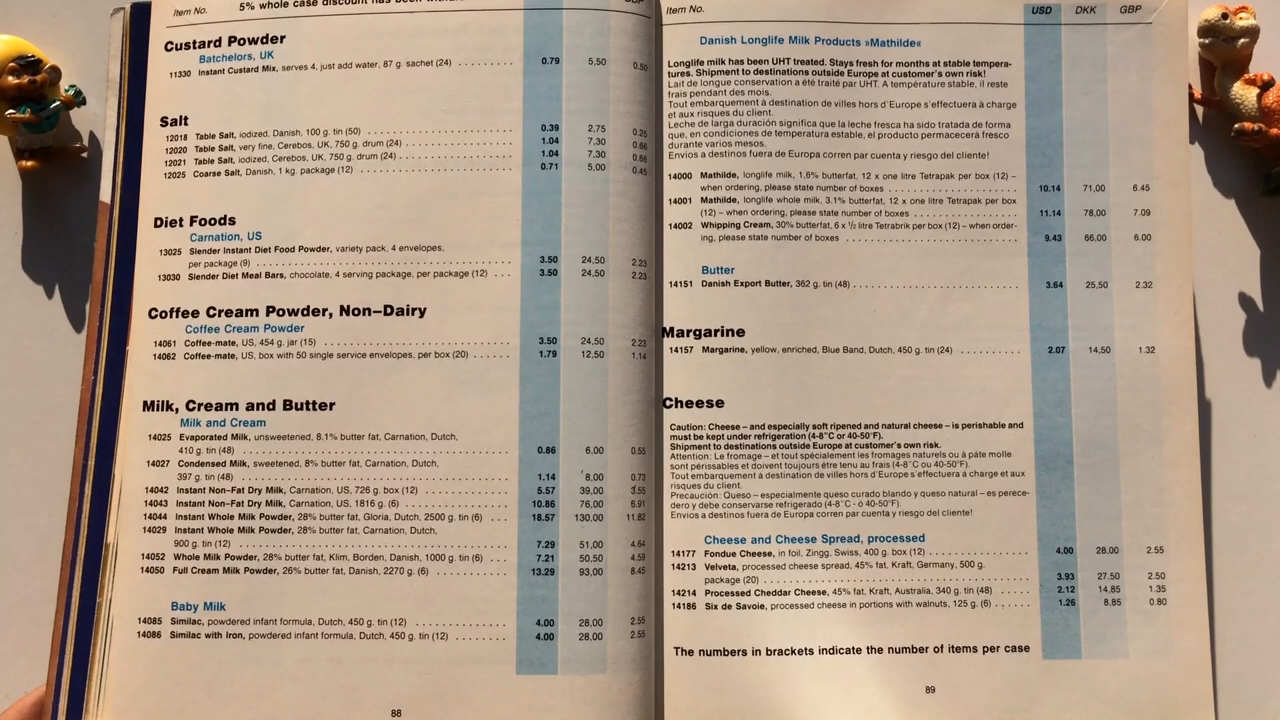 Item No.
5% whole case discount has been
GBP
Custard Powder
Batchelors, UK
11330 Instant Custard Mix, serves 4, just add water, 87 g. sachet (24) ........ 0.79 5,50 0.50
Salt
12018 Table Salt, iodized, Danish, 100 g. tin (50) ........ 0.39 2,75 0.25
12020 Table Salt, very fine, Cerebos, UK, 750 g. drum (24) ........ 1.04 7,30 0.66
12021 Table Salt, iodized, Cerebos, UK, 750 g. drum (24) ........ 1.04 7,30 0.66
12025 Coarse Salt, Danish, 1 kg. package (12) ........ 0.71 5,00 0.45
Diet Foods
Carnation, US
13025 Slender Instant Diet Food Powder, variety pack, 4 envelopes,
per package (9) ........ 3.50 24,50 2.23
13030 Slender Diet Meal Bars, chocolate, 4 serving package, per package (12) ... 3.50 24,50 2.23
Coffee Cream Powder, Non–Dairy
Coffee Cream Powder
14061 Coffee-mate, US, 454 g. jar (15) ........ 3.50 24,50 2.23
14062 Coffee-mate, US, box with 50 single service envelopes, per box (20) ...... 1.79 12,50 1.14
Milk, Cream and Butter
Milk and Cream
14025 Evaporated Milk, unsweetened, 8.1% butter fat, Carnation, Dutch,
410 g. tin (48) ........ 0.86 6,00 0.55
14027 Condensed Milk, sweetened, 8% butter fat, Carnation, Dutch,
397 g. tin (48) ........ 1.14 8,00 0.73
14042 Instant Non–Fat Dry Milk, Carnation, US, 726 g. box (12) ........ 5.57 39,00 3.55
14043 Instant Non–Fat Dry Milk, Carnation, US, 1816 g. (6) ........ 10.86 76,00 6.91
14044 Instant Whole Milk Powder, 28% butter fat, Gloria, Dutch, 2500 g. tin (6) ... 18.57 130,00 11.82
14029 Instant Whole Milk Powder, 28% butter fat, Carnation, Dutch,
900 g. tin (12) ........ 7.29 51,00 4.64
14052 Whole Milk Powder, 28% butter fat, Klim, Borden, Danish, 1000 g. tin (6) ... 7.21 50,50 4.59
14050 Full Cream Milk Powder, 26% butter fat, Danish, 2270 g. (6) ........ 13.29 93,00 8.45
Baby Milk
14085 Similac, powdered infant formula, Dutch, 450 g. tin (12) ........ 4.00 28,00 2.55
14086 Similac with Iron, powdered infant formula, Dutch, 450 g. tin (12) ........ 4.00 28,00 2.55
88
Item No. USD DKK GBP
Danish Longlife Milk Products »Mathilde«
Longlife milk has been UHT treated. Stays fresh for months at stable tempera-
tures. Shipment to destinations outside Europe at customer's own risk!
Lait de longue conservation a été traité par UHT. A température stable, il reste
frais pendant des mois.
Tout embarquement à destination de villes hors d'Europe s'effectuera à charge
et aux risques du client.
Leche de larga duración significa que la leche fresca ha sido tratada de forma
que, en condiciones de temperatura estable, el producto permacecerá fresco
durante varios mesos.
Envios a destinos fuera de Europa corren par cuenta y riesgo del cliente!
14000 Mathilde, longlife milk, 1.6% butterfat, 12 x one litre Tetrapak per box (12) –
when ordering, please state number of boxes ........ 10.14 71,00 6.45
14001 Mathilde, longlife whole milk, 3.1% butterfat, 12 x one litre Tetrapak per box
(12) – when ordering, please state number of boxes ........ 11.14 78,00 7.09
14002 Whipping Cream, 30% butterfat, 6 x 1/2 litre Tetrabrik per box (12) – when order-
ing, please state number of boxes ........ 9.43 66,00 6.00
Butter
14151 Danish Export Butter, 362 g. tin (48) ........ 3.64 25,50 2.32
Margarine
14157 Margarine, yellow, enriched, Blue Band, Dutch, 450 g. tin (24) ........ 2.07 14,50 1.32
Cheese
Caution: Cheese – and especially soft ripened and natural cheese – is perishable and
must be kept under refrigeration (4-8°C or 40-50°F).
Shipment to destinations outside Europe at customer's own risk.
Attention: Le fromage – et tout spécialement les fromages naturels ou à pâte molle
sont périssables et doivent toujours être tenu au frais (4-8°C ou 40-50°F).
Tout embarquement à destination de villes hors d'Europe s'effectuera à charge et aux
risques du client.
Precaución: Queso – especialmente queso curado blando y queso natural – es perece-
dero y debe conservarse refrigerado (4-8°C - ó 40-50°F).
Envios a destinos fuera de Europa corren par cuenta y riesgo del cliente!
Cheese and Cheese Spread, processed
14177 Fondue Cheese, in foil, Zingg, Swiss, 400 g. box (12) ........ 4.00 28,00 2.55
14213 Velveta, processed cheese spread, 45% fat, Kraft, Germany, 500 g.
package (20) ........ 3.93 27,50 2.50
14214 Processed Cheddar Cheese, 45% fat, Kraft, Australia, 340 g. tin (48) ..... 2.12 14,85 1.35
14186 Six de Savoie, processed cheese in portions with walnuts, 125 g. (6) ...... 1.26 8,85 0.80
The numbers in brackets indicate the number of items per case
89